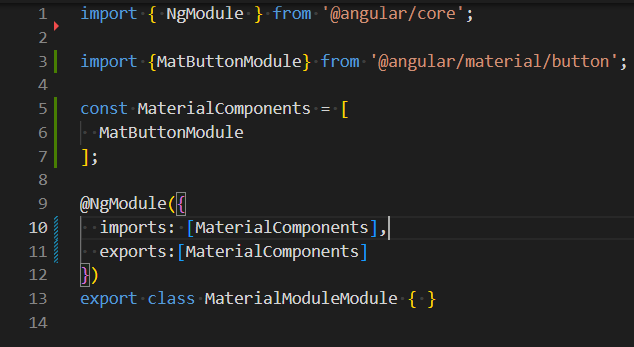 1 import { NgModule } from '@angular/core';
2
3 import {MatButtonModule} from '@angular/material/button';
4
5 const MaterialComponents = [
6   MatButtonModule
7 ];
8
9 @NgModule({
10   imports: [MaterialComponents],
11   exports:[MaterialComponents]
12 })
13 export class MaterialModuleModule { }
14